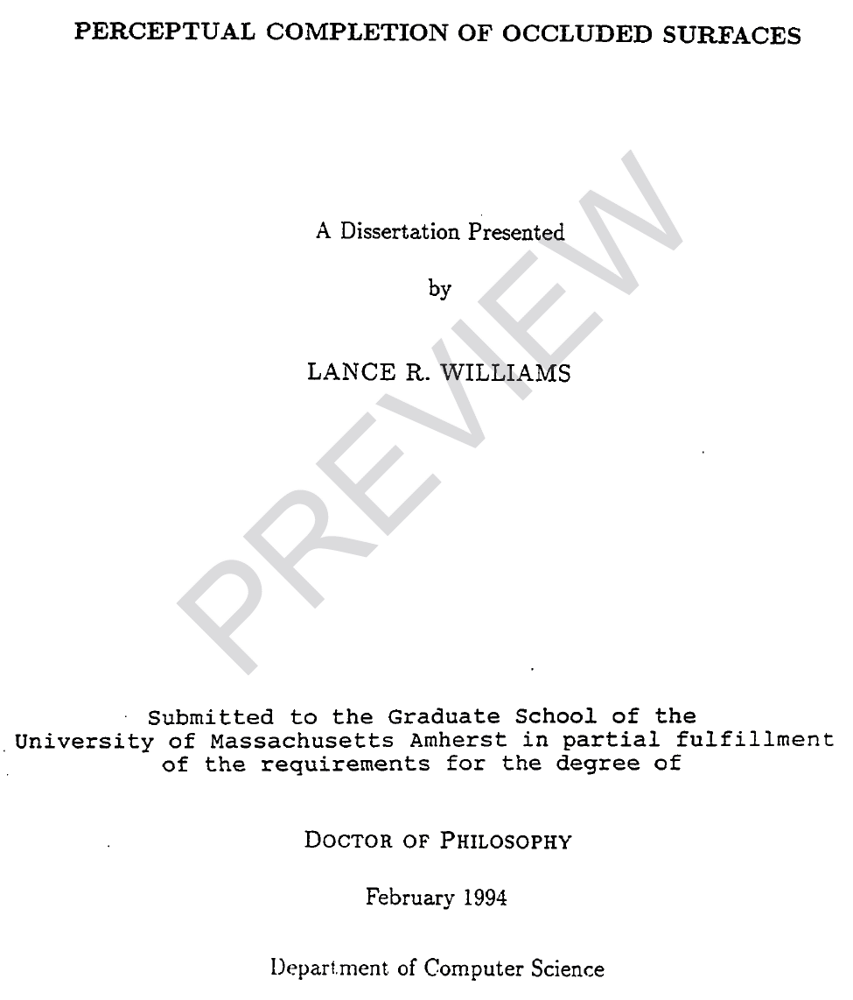 PERCEPTUAL COMPLETION OF OCCLUDED SURFACES
A Dissertation Presented
by
LANCE R. WILLIAMS
PREVIEW
Submitted to the Graduate School of the
University of Massachusetts Amherst in partial fulfillment
of the requirements for the degree of
DOCTOR OF PHILOSOPHY
February 1994
Department of Computer Science